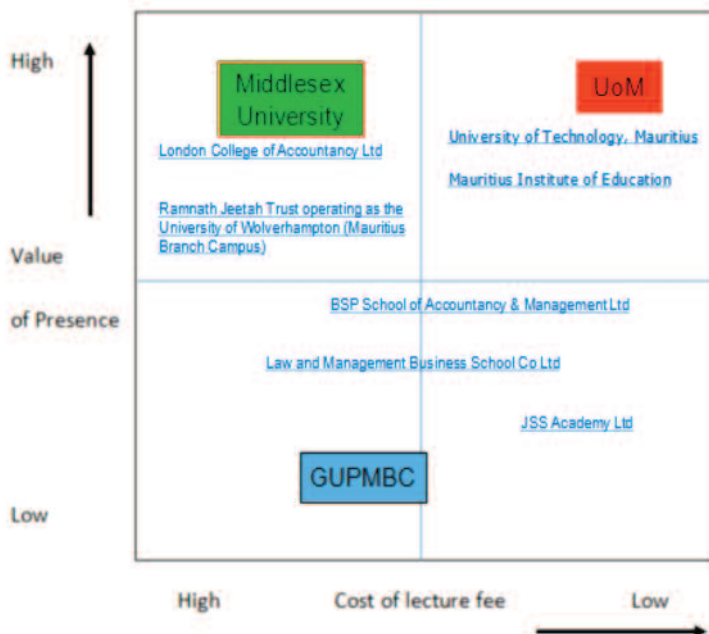 High
Middlesex
University
UoM
London College of Accountancy Ltd
University of Technology, Mauritius
Mauritius Institute of Education
Ramnath Jeetah Trust operating as the
University of Wolverhampton (Mauritius
Branch Campus)
Value
of Presence
BSP School of Accountancy & Management Ltd
Law and Management Business School Co Ltd
JSS Academy Ltd
GUPMBC
Low
High
Cost of lecture fee
Low